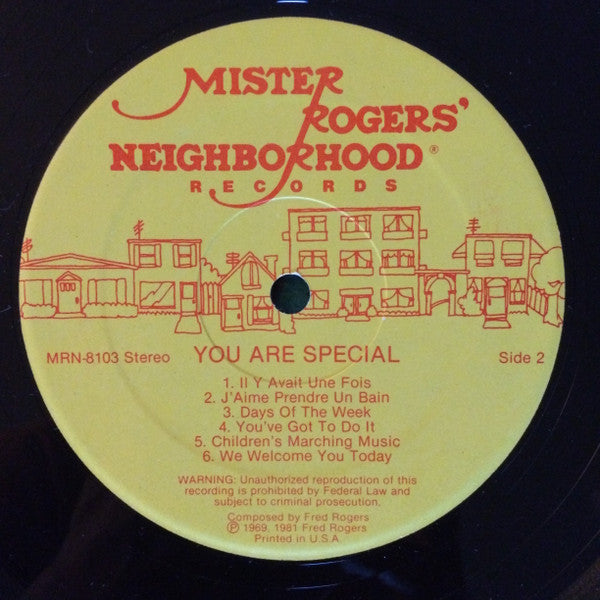 MISTER
ROGERS'
NEIGHBORHOOD®
RECORDS
MRN-8103 Stereo YOU ARE SPECIAL Side 2
1. Il Y Avait Une Fois
2. J'Aime Prendre Un Bain
3. Days Of The Week
4. You've Got To Do It
5. Children's Marching Music
6. We Welcome You Today
WARNING: Unauthorized reproduction of this
recording is prohibited by Federal Law and
subject to criminal prosecution.
Composed by Fred Rogers
℗ 1969, 1981 Fred Rogers
Printed in U.S.A.